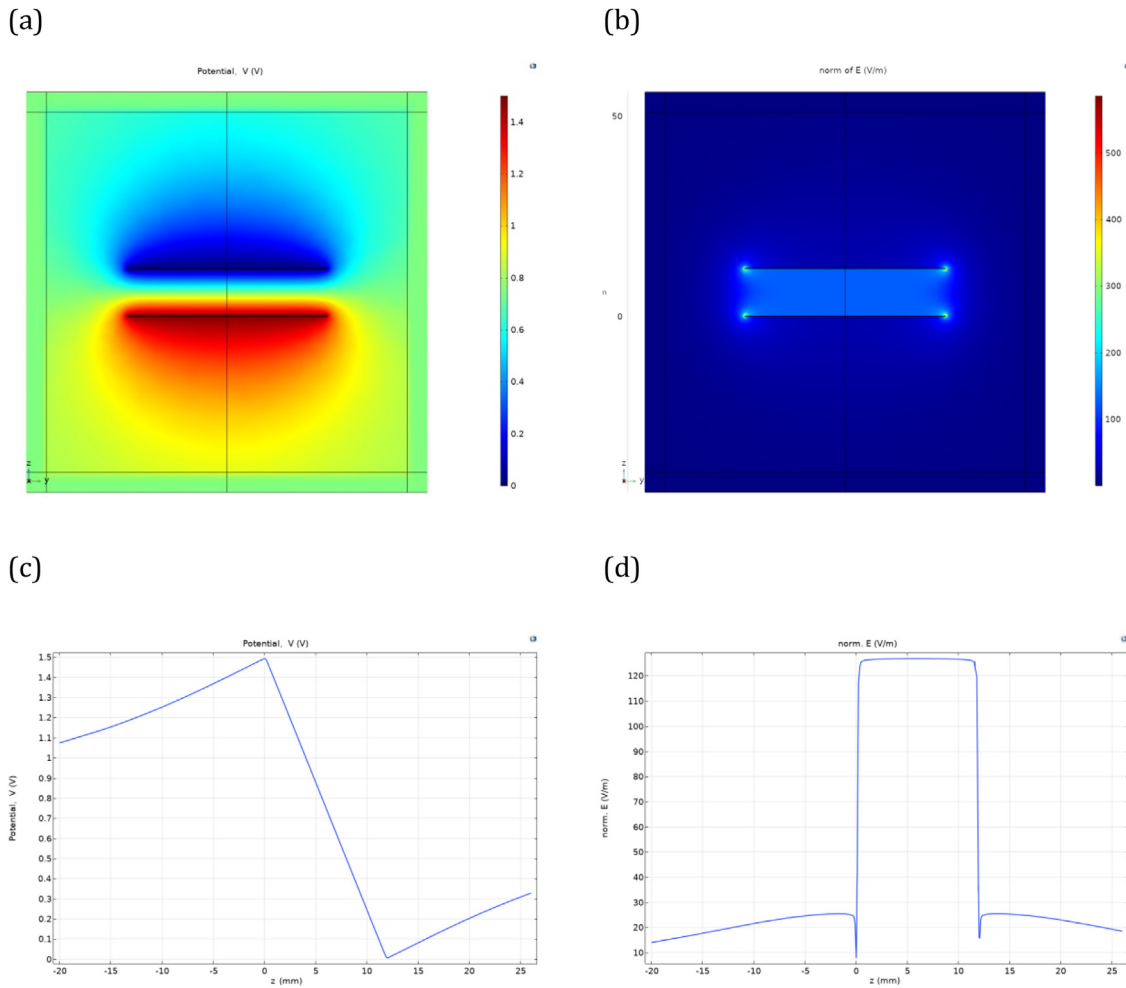 (a)
Potential, V (V)
1.4
1.2
1
0.8
0.6
0.4
0.2
0
z
y
(b)
norm of E (V/m)
50
n
0
500
400
300
200
100
z
y
(c)
Potential, V (V)
Potential, V (V)
1.5
1.4
1.3
1.2
1.1
1
0.9
0.8
0.7
0.6
0.5
0.4
0.3
0.2
0.1
0
-20 -15 -10 -5 0 5 10 15 20 25
z (mm)
(d)
norm. E (V/m)
norm. E (V/m)
120
110
100
90
80
70
60
50
40
30
20
10
-20 -15 -10 -5 0 5 10 15 20 25
z (mm)